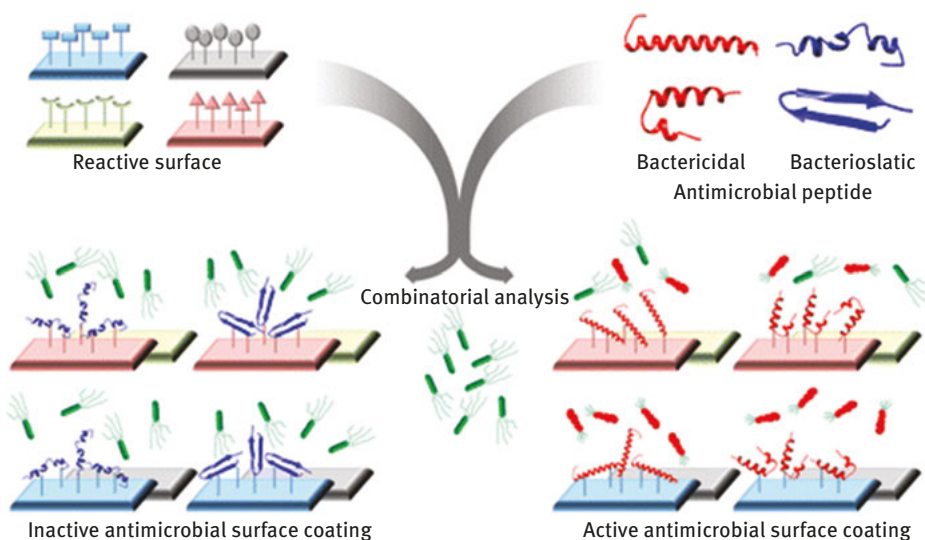 Reactive surface
Bactericidal
Bacterioslatic
Antimicrobial peptide
Combinatorial analysis
Inactive antimicrobial surface coating
Active antimicrobial surface coating